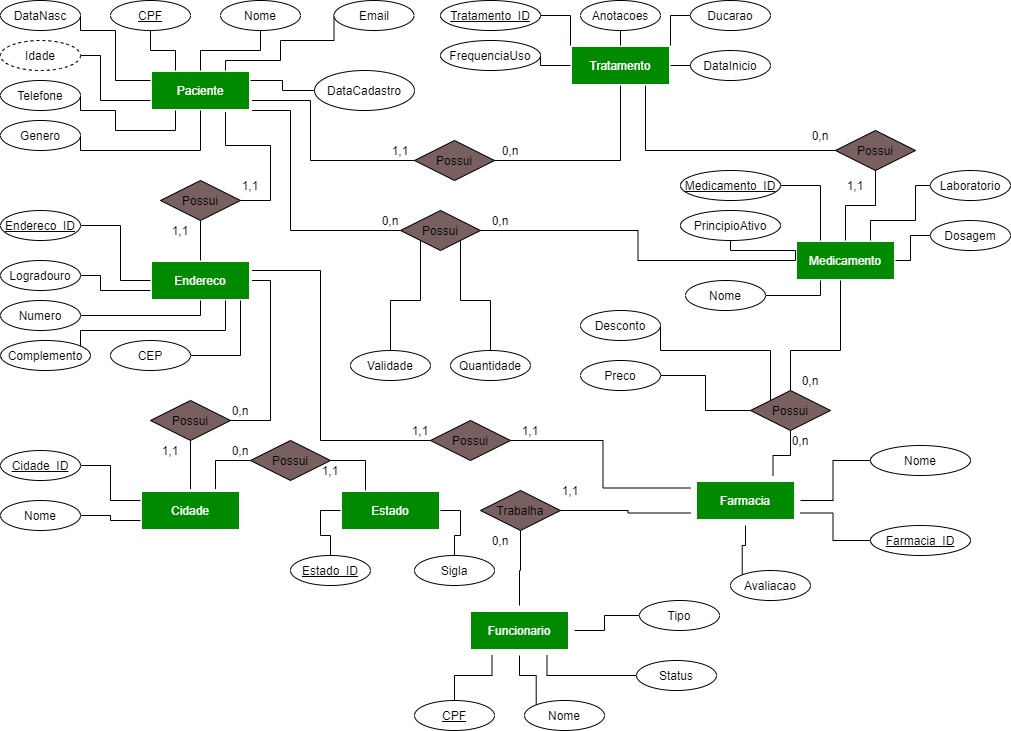 DataNasc
CPF
Nome
Email
Tratamento_ID
Anotacoes
Ducarao
Idade
FrequenciaUso
Tratamento
DataInicio
Paciente
DataCadastro
Telefone
Genero
1,1
Possui
0,n
0,n
Possui
1,1
Possui
1,1
1,1
Medicamento_ID
Laboratorio
Endereco_ID
0,n
Possui
0,n
PrincipioAtivo
Dosagem
Logradouro
Endereco
Medicamento
Nome
Numero
Desconto
Complemento
CEP
Validade
Quantidade
Preco
0,n
Possui
0,n
Possui
0,n
1,1
1,1
Possui
1,1
0,n
Possui
1,1
Cidade_ID
Nome
Nome
Cidade
Estado
Trabalha
1,1
0,n
Farmacia
Farmacia_ID
Estado_ID
Sigla
Avaliacao
Funcionario
Tipo
Status
CPF
Nome